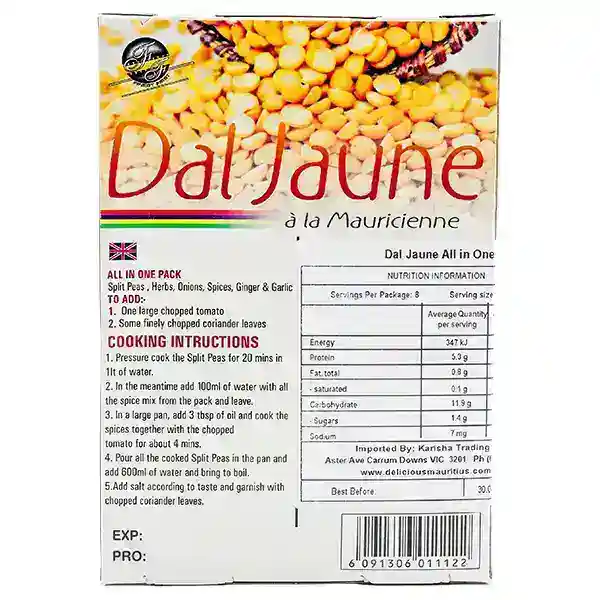 Dal Jaune
à la Mauricienne
ALL IN ONE PACK
Split Peas , Herbs, Onions, Spices, Ginger & Garlic
TO ADD:-
1. One large chopped tomato
2. Some finely chopped coriander leaves
COOKING INTRUCTIONS
1. Pressure cook the Split Peas for 20 mins in
1lt of water.
2. In the meantime add 100ml of water with all
the spice mix from the pack and leave.
3. In a large pan, add 3 tbsp of oil and cook the
spices together with the chopped
tomato for about 4 mins.
4. Pour all the cooked Split Peas in the pan and
add 600ml of water and bring to boil.
5.Add salt according to taste and garnish with
chopped coriander leaves.
EXP:
PRO:
Dal Jaune All in One
NUTRITION INFORMATION
Servings Per Package: 8 Serving size
Average Quantity
per serving
Energy 347 kJ
Protein 5.3 g
Fat, total 0.8 g
- saturated 0.1 g
Carbohydrate 11.9 g
- Sugars 1.4 g
Sodium 7 mg
Imported By: Karisha Trading
Aster Ave Carrum Downs VIC 3201 Ph
www.deliciousmauritius.com
Best Before: 30.0
6 091306 011122